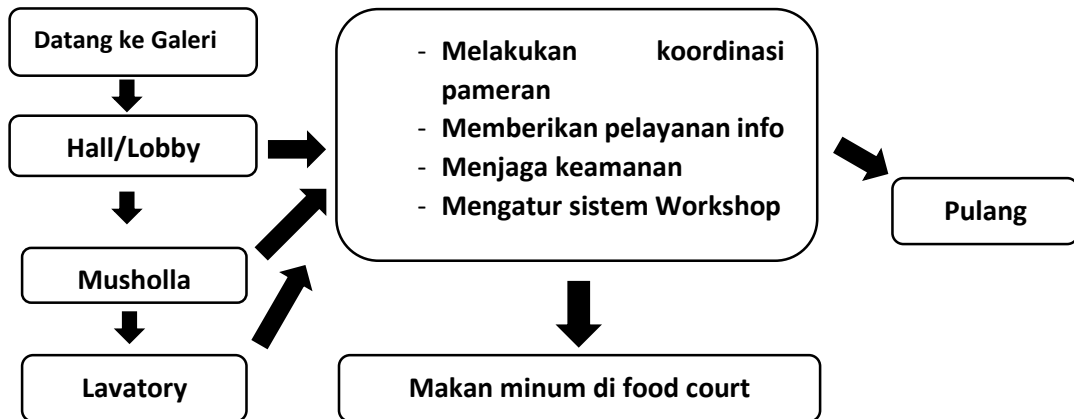 Datang ke Galeri
Hall/Lobby
Musholla
Lavatory
- Melakukan koordinasi
pameran
- Memberikan pelayanan info
- Menjaga keamanan
- Mengatur sistem Workshop
Makan minum di food court
Pulang